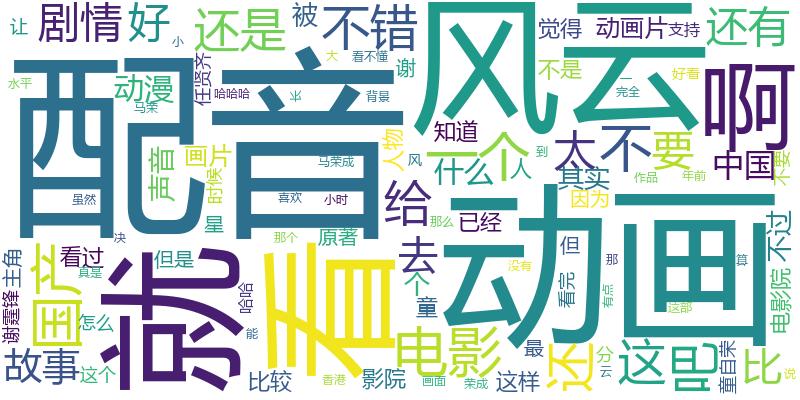 让 剧情 好 还是 被 不错 风云 觉得 动画片 支持 还有
小 大 看不懂 谢 不是 一 好看
水平 动漫 任贤齐 哈哈哈 半 背景 完全 啊
配音 马荣 知道 一个 太 不 要
声音 画 片 时候 马荣成 人物 风 什么 人 到 其实 作品 年前 中国 不要
虽然 星 喜欢 小时 给 已经 因为
决 那个 原著 那么 但 不过
看过 但是 去 动画
国产 真是 就 看 个 没有 看完 那 算
主角 哈哈 童 有点 这部 电影院
谢霆锋 怎么 能 电影 最 还 分 这 吧 童自荣 比
故事 这个 比较 香港 影院 画面 荣成 这样 云 说